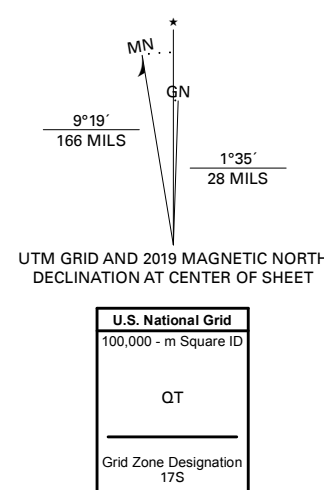 ★
MN
GN
9°19´
166 MILS
1°35´
28 MILS
UTM GRID AND 2019 MAGNETIC NORTH
DECLINATION AT CENTER OF SHEET
U.S. National Grid
100,000 - m Square ID
QT
Grid Zone Designation
17S